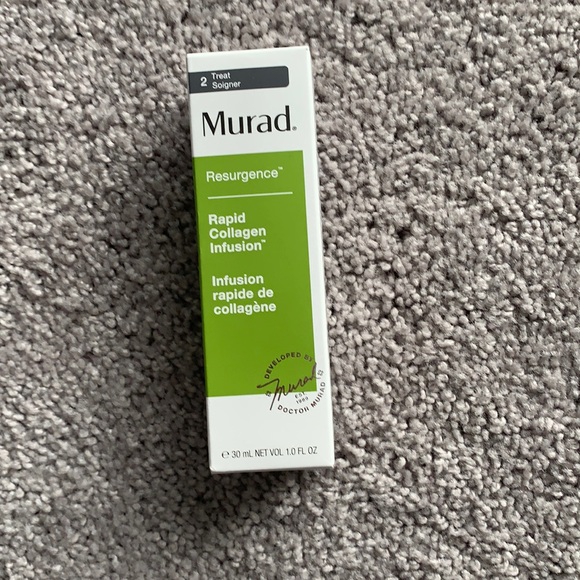 2 Treat
Soigner
Murad®
Resurgence™
Rapid
Collagen
Infusion™
Infusion
rapide de
collagène
DEVELOPED BY
Murad
EST.
1989
DOCTOR MURAD
℮ 30 mL NET VOL 1.0 FL OZ